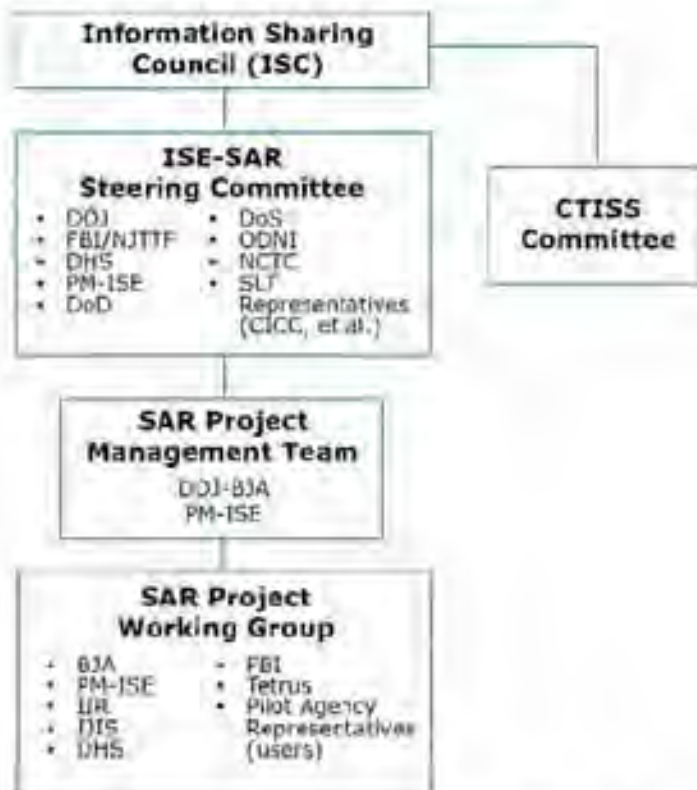 Information Sharing
Council (ISC)
ISE-SAR
Steering Committee
• DOJ
• FBI/NJTTF
• DHS
• PM-ISE
• DoD
• DoS
• ODNI
• NCTC
• SLT
Representatives
(CICC, et al.)
CTISS
Committee
SAR Project
Management Team
DOJ-BJA
PM-ISE
SAR Project
Working Group
• BJA
• PM-ISE
• IJR
• DIS
• DHS
• FBI
• Tetrus
• Pilot Agency
Representatives
(users)